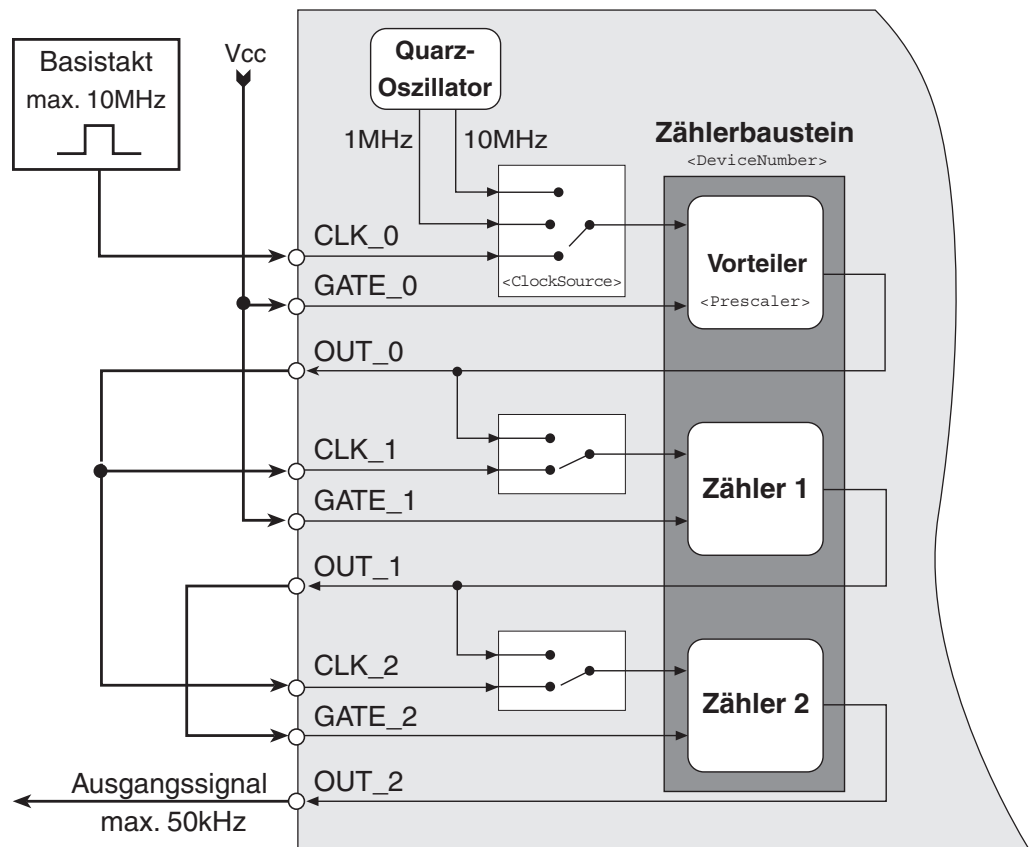 Basistakt
max. 10MHz
Vcc
Quarz-
Oszillator
1MHz
10MHz
Zählerbaustein
<DeviceNumber>
CLK_0
<ClockSource>
GATE_0
Vorteiler
<Prescaler>
OUT_0
CLK_1
GATE_1
Zähler 1
OUT_1
CLK_2
GATE_2
Zähler 2
OUT_2
Ausgangssignal
max. 50kHz